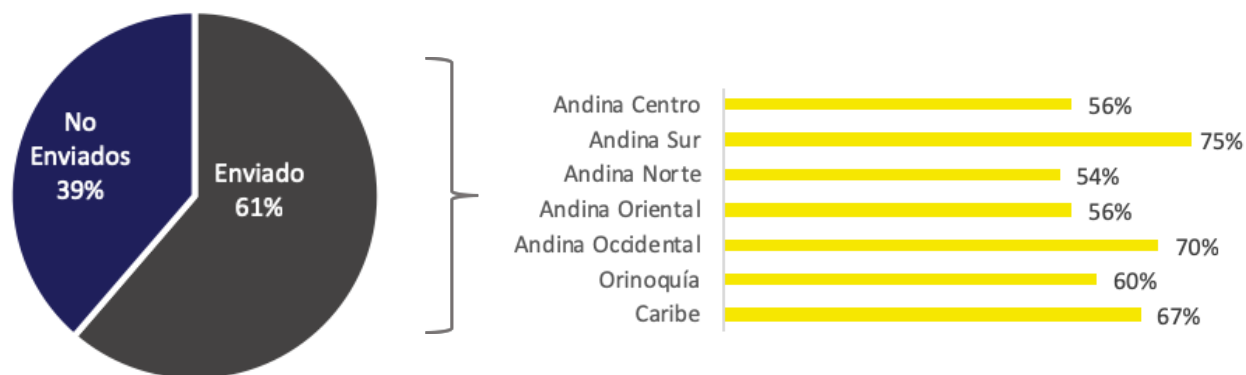 No
Enviados
39%
Enviado
61%
Andina Centro 56%
Andina Sur 75%
Andina Norte 54%
Andina Oriental 56%
Andina Occidental 70%
Orinoquía 60%
Caribe 67%